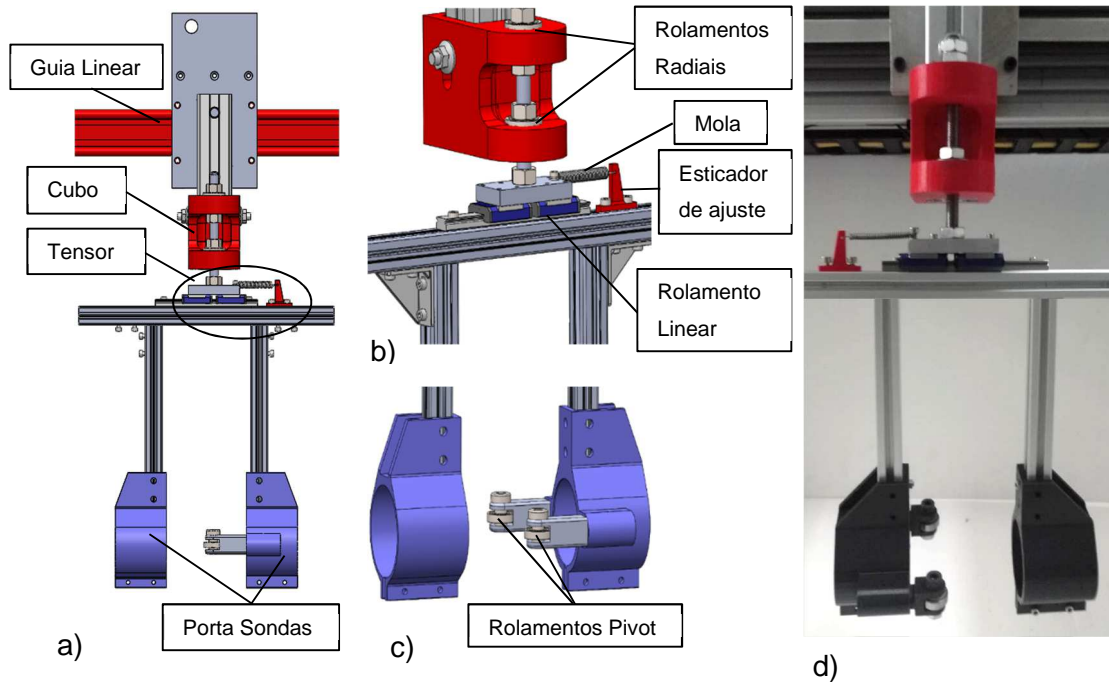 Guia Linear
Cubo
Tensor
Porta Sondas
a)
Rolamentos
Radiais
Mola
Esticador
de ajuste
Rolamento
Linear
b)
Rolamentos Pivot
c)
d)